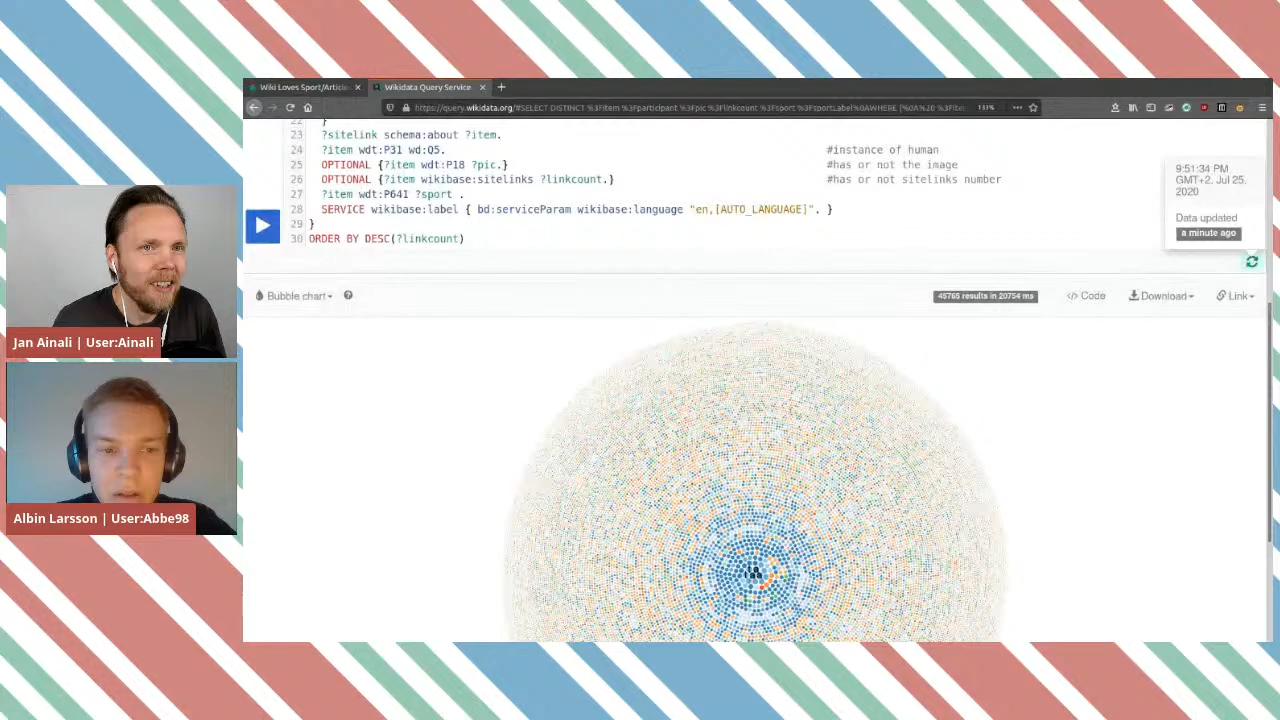 Wiki Loves Sport/Article
Wikidata Query Service
https://query.wikidata.org/#SELECT DISTINCT %3Fitem %3Fparticipant %3Fpic %3Flinkcount %3Fsport %3FsportLabel%0AWHERE {%0A%20 %3Fite
133%
22 }
23 ?sitelink schema:about ?item.
24 ?item wdt:P31 wd:Q5. #instance of human
25 OPTIONAL {?item wdt:P18 ?pic.} #has or not the image
26 OPTIONAL {?item wikibase:sitelinks ?linkcount.} #has or not sitelinks number
27 ?item wdt:P641 ?sport .
28 SERVICE wikibase:label { bd:serviceParam wikibase:language "en,[AUTO_LANGUAGE]". }
29 }
30 ORDER BY DESC(?linkcount)
9:51:34 PM
GMT+2, Jul 25,
2020
Data updated
a minute ago
Bubble chart
45765 results in 20754 ms
</> Code
Download
Link
Jan Ainali | User:Ainali
Albin Larsson | User:Abbe98